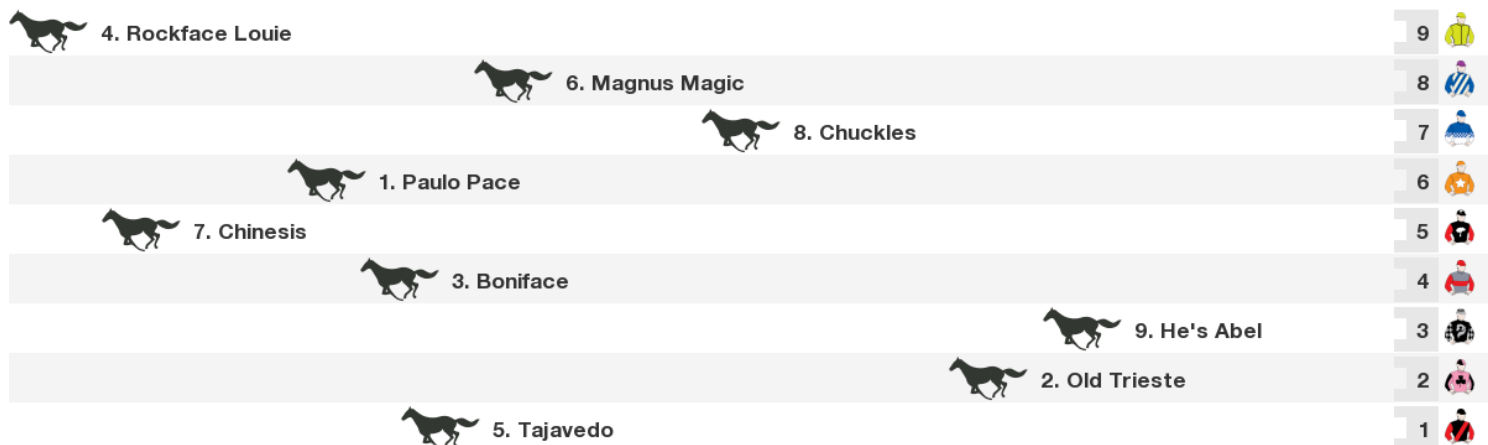 4. Rockface Louie 9
6. Magnus Magic 8
8. Chuckles 7
1. Paulo Pace 6
7. Chinesis 5
3. Boniface 4
9. He's Abel 3
2. Old Trieste 2
5. Tajavedo 1